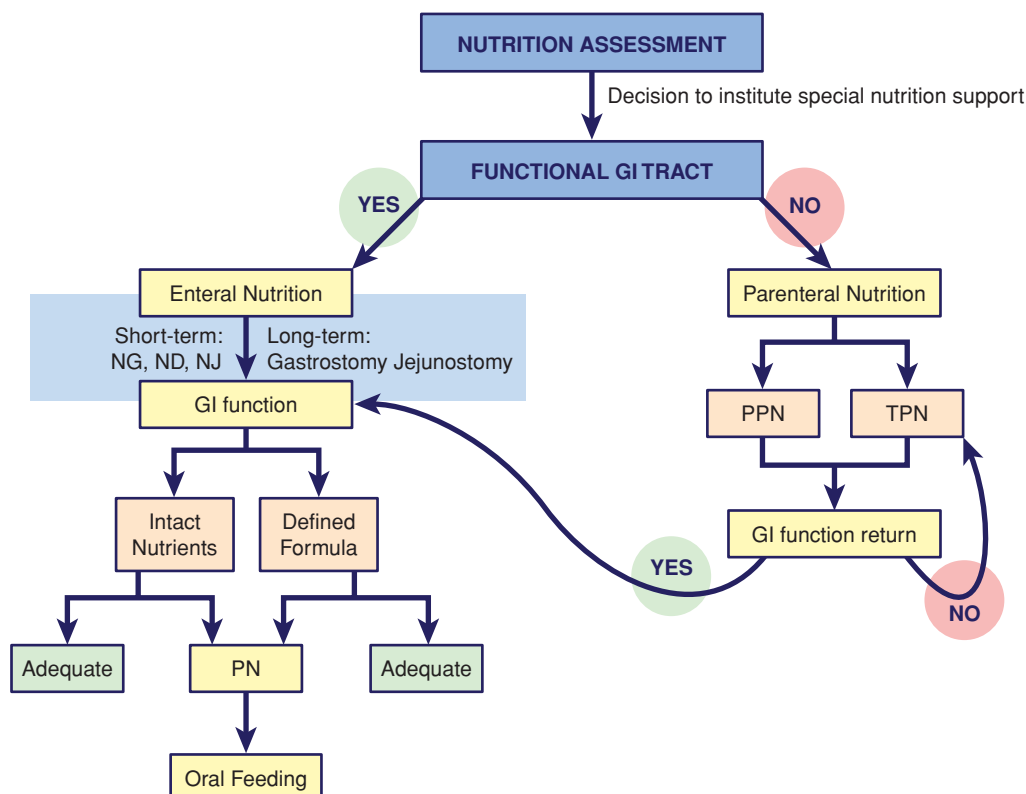 NUTRITION ASSESSMENT
Decision to institute special nutrition support
FUNCTIONAL GI TRACT
YES
NO
Enteral Nutrition
Parenteral Nutrition
Short-term:
NG, ND, NJ
Long-term:
Gastrostomy Jejunostomy
GI function
PPN
TPN
Intact
Nutrients
Defined
Formula
GI function return
YES
NO
Adequate
PN
Adequate
Oral Feeding